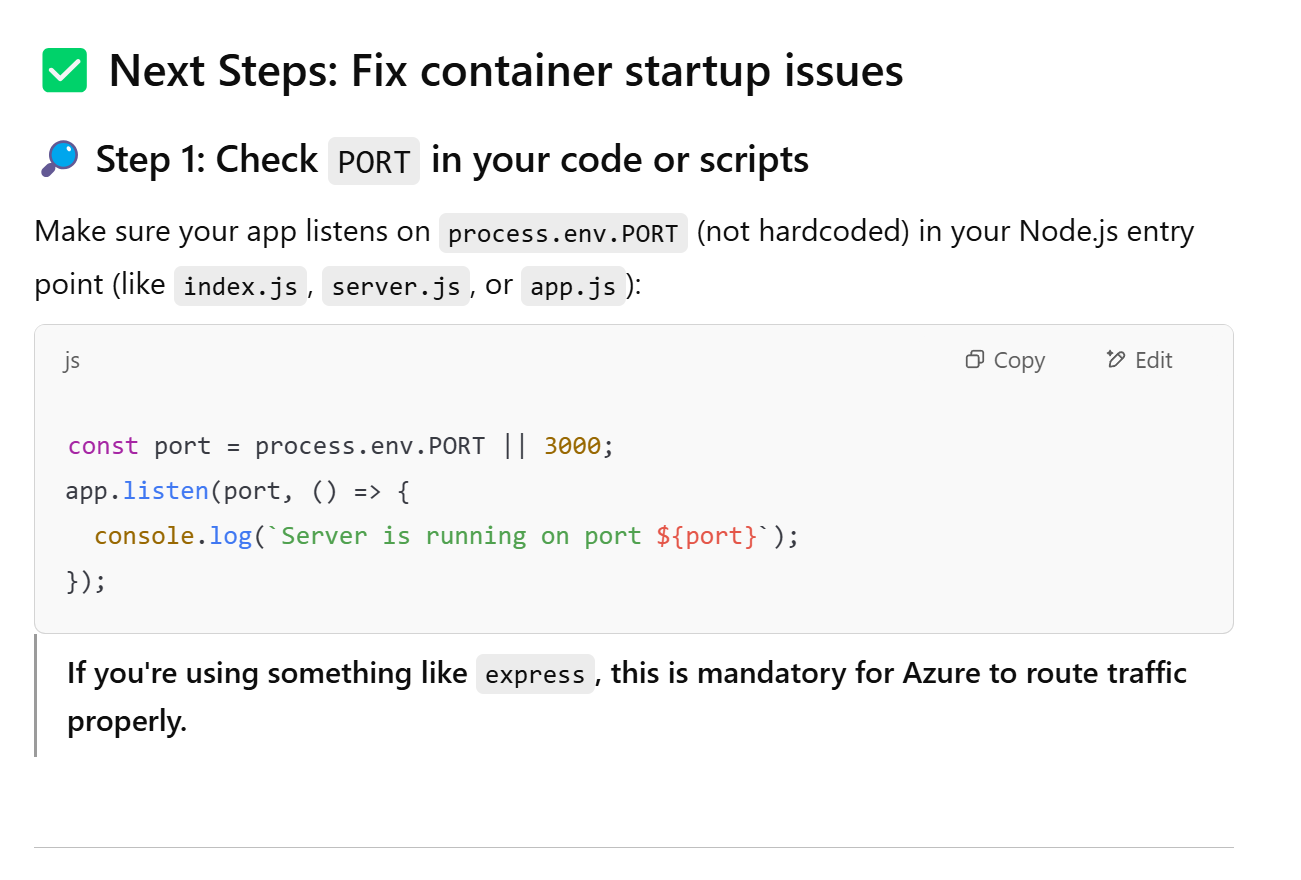 ✅ Next Steps: Fix container startup issues
🔎 Step 1: Check PORT in your code or scripts
Make sure your app listens on process.env.PORT (not hardcoded) in your Node.js entry
point (like index.js, server.js, or app.js):
js Copy Edit
const port = process.env.PORT || 3000;
app.listen(port, () => {
  console.log(`Server is running on port ${port}`);
});
If you're using something like express, this is mandatory for Azure to route traffic
properly.